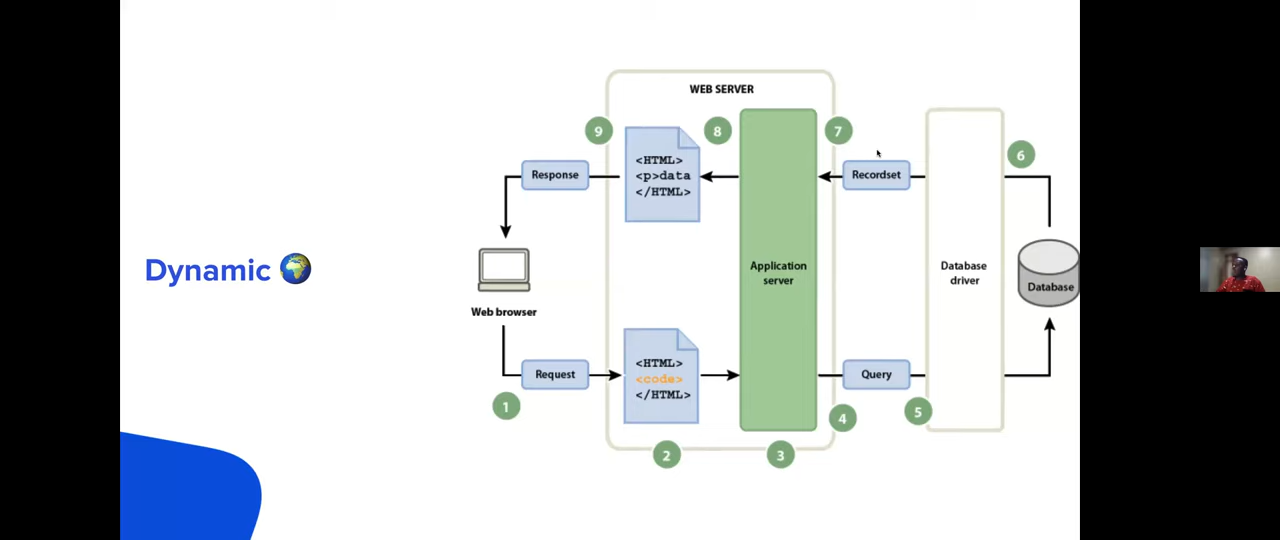 Dynamic
WEB SERVER
9
8
7
6
<HTML>
<p>data
</HTML>
Response
Recordset
Web browser
Application
server
Database
driver
Database
Request
<HTML>
<code>
</HTML>
Query
1
2
3
4
5